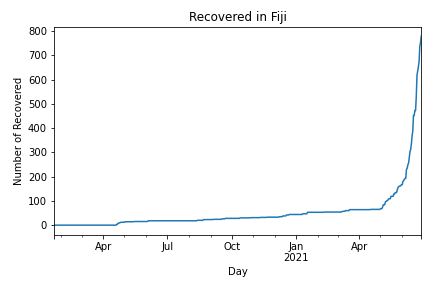 Recovered in Fiji
Number of Recovered
800
700
600
500
400
300
200
100
0
Apr
Jul
Oct
Jan
2021
Apr
Day